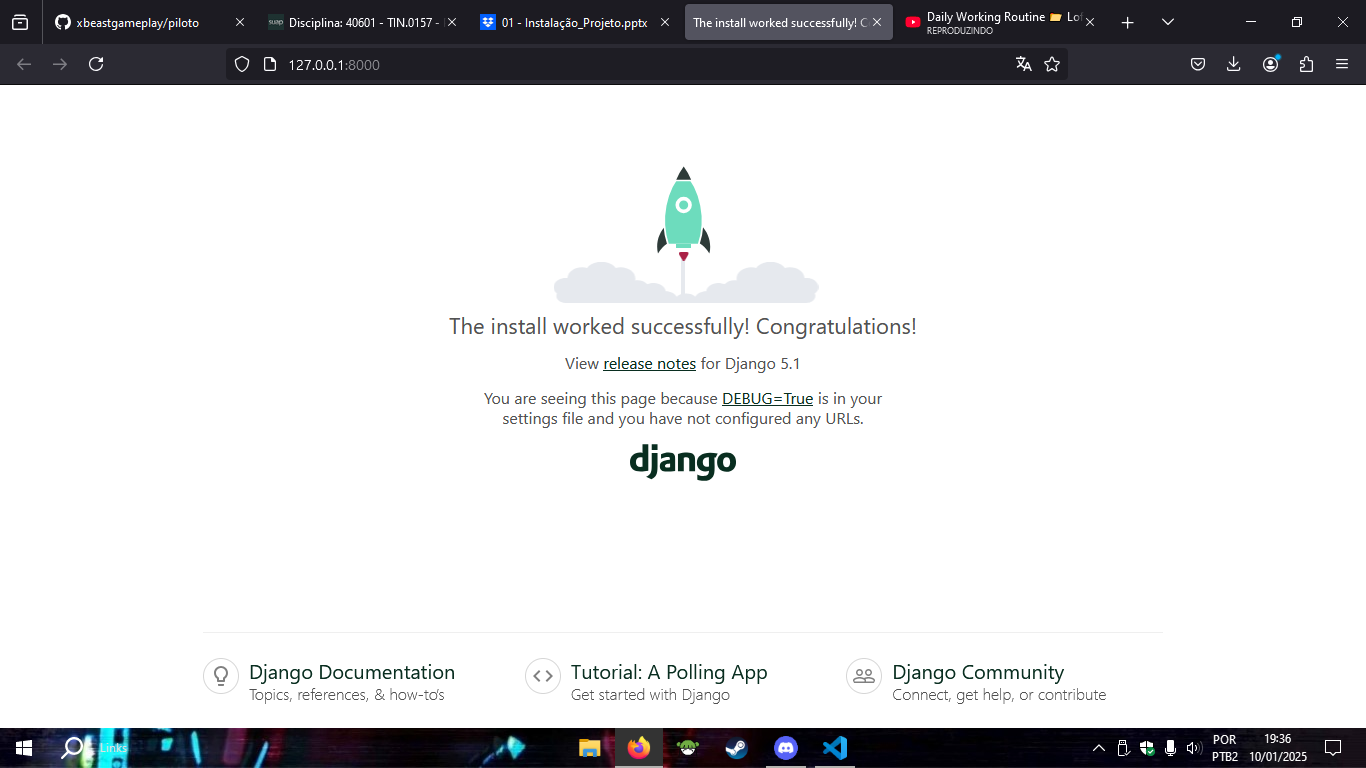 xbeastgameplay/piloto
suap
Disciplina: 40601 - TIN.0157 -
01 - Instalação_Projeto.pptx
The install worked successfully! C
Daily Working Routine 📂 Lof
REPRODUZINDO
127.0.0.1:8000
The install worked successfully! Congratulations!
View release notes for Django 5.1
You are seeing this page because DEBUG=True is in your
settings file and you have not configured any URLs.
django
Django Documentation
Topics, references, & how-to's
Tutorial: A Polling App
Get started with Django
Django Community
Connect, get help, or contribute
Links
POR
PTB2
19:36
10/01/2025